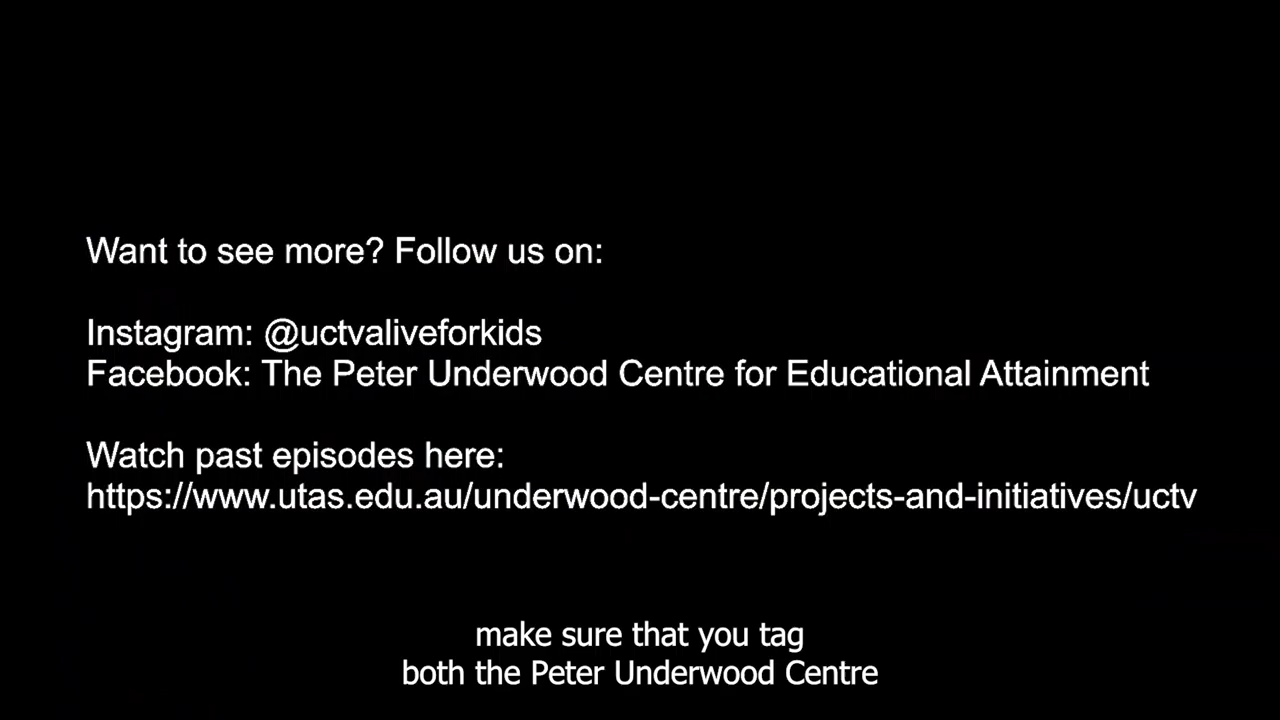 Want to see more? Follow us on:
Instagram: @uctvaliveforkids
Facebook: The Peter Underwood Centre for Educational Attainment
Watch past episodes here:
https://www.utas.edu.au/underwood-centre/projects-and-initiatives/uctv
make sure that you tag
both the Peter Underwood Centre